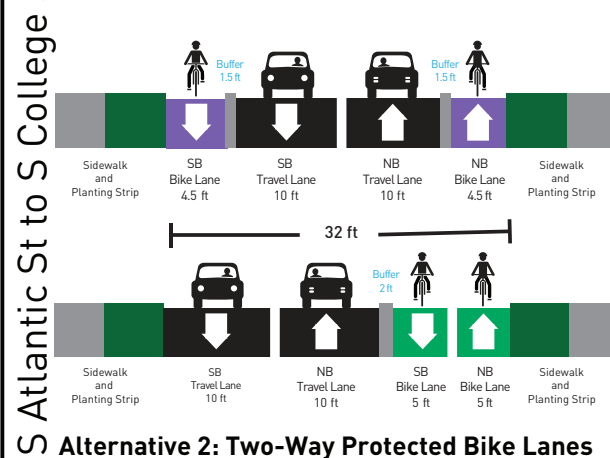 S Atlantic St to S College
Buffer
1.5 ft
Buffer
1.5 ft
Sidewalk
and
Planting Strip
SB
Bike Lane
4.5 ft
SB
Travel Lane
10 ft
NB
Travel Lane
10 ft
NB
Bike Lane
4.5 ft
Sidewalk
and
Planting Strip
32 ft
Buffer
2 ft
Sidewalk
and
Planting Strip
SB
Travel Lane
10 ft
NB
Travel Lane
10 ft
SB
Bike Lane
5 ft
NB
Bike Lane
5 ft
Sidewalk
and
Planting Strip
Alternative 2: Two-Way Protected Bike Lanes